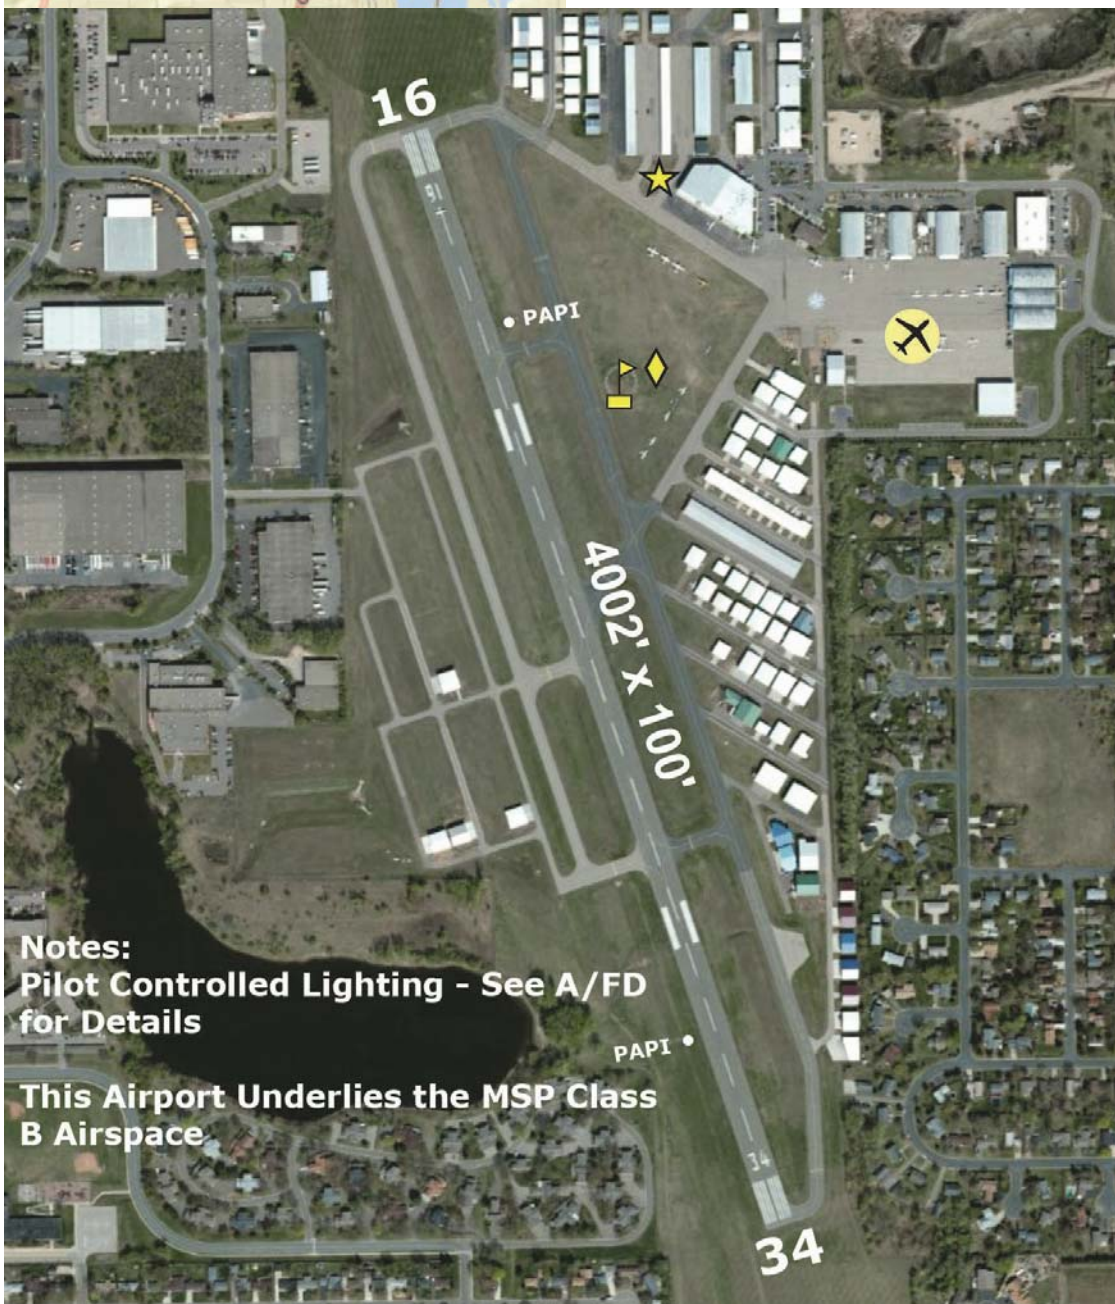 16
PAPI
4002' x 100'
Notes:
Pilot Controlled Lighting - See A/FD
for Details
PAPI
This Airport Underlies the MSP Class
B Airspace
34
34